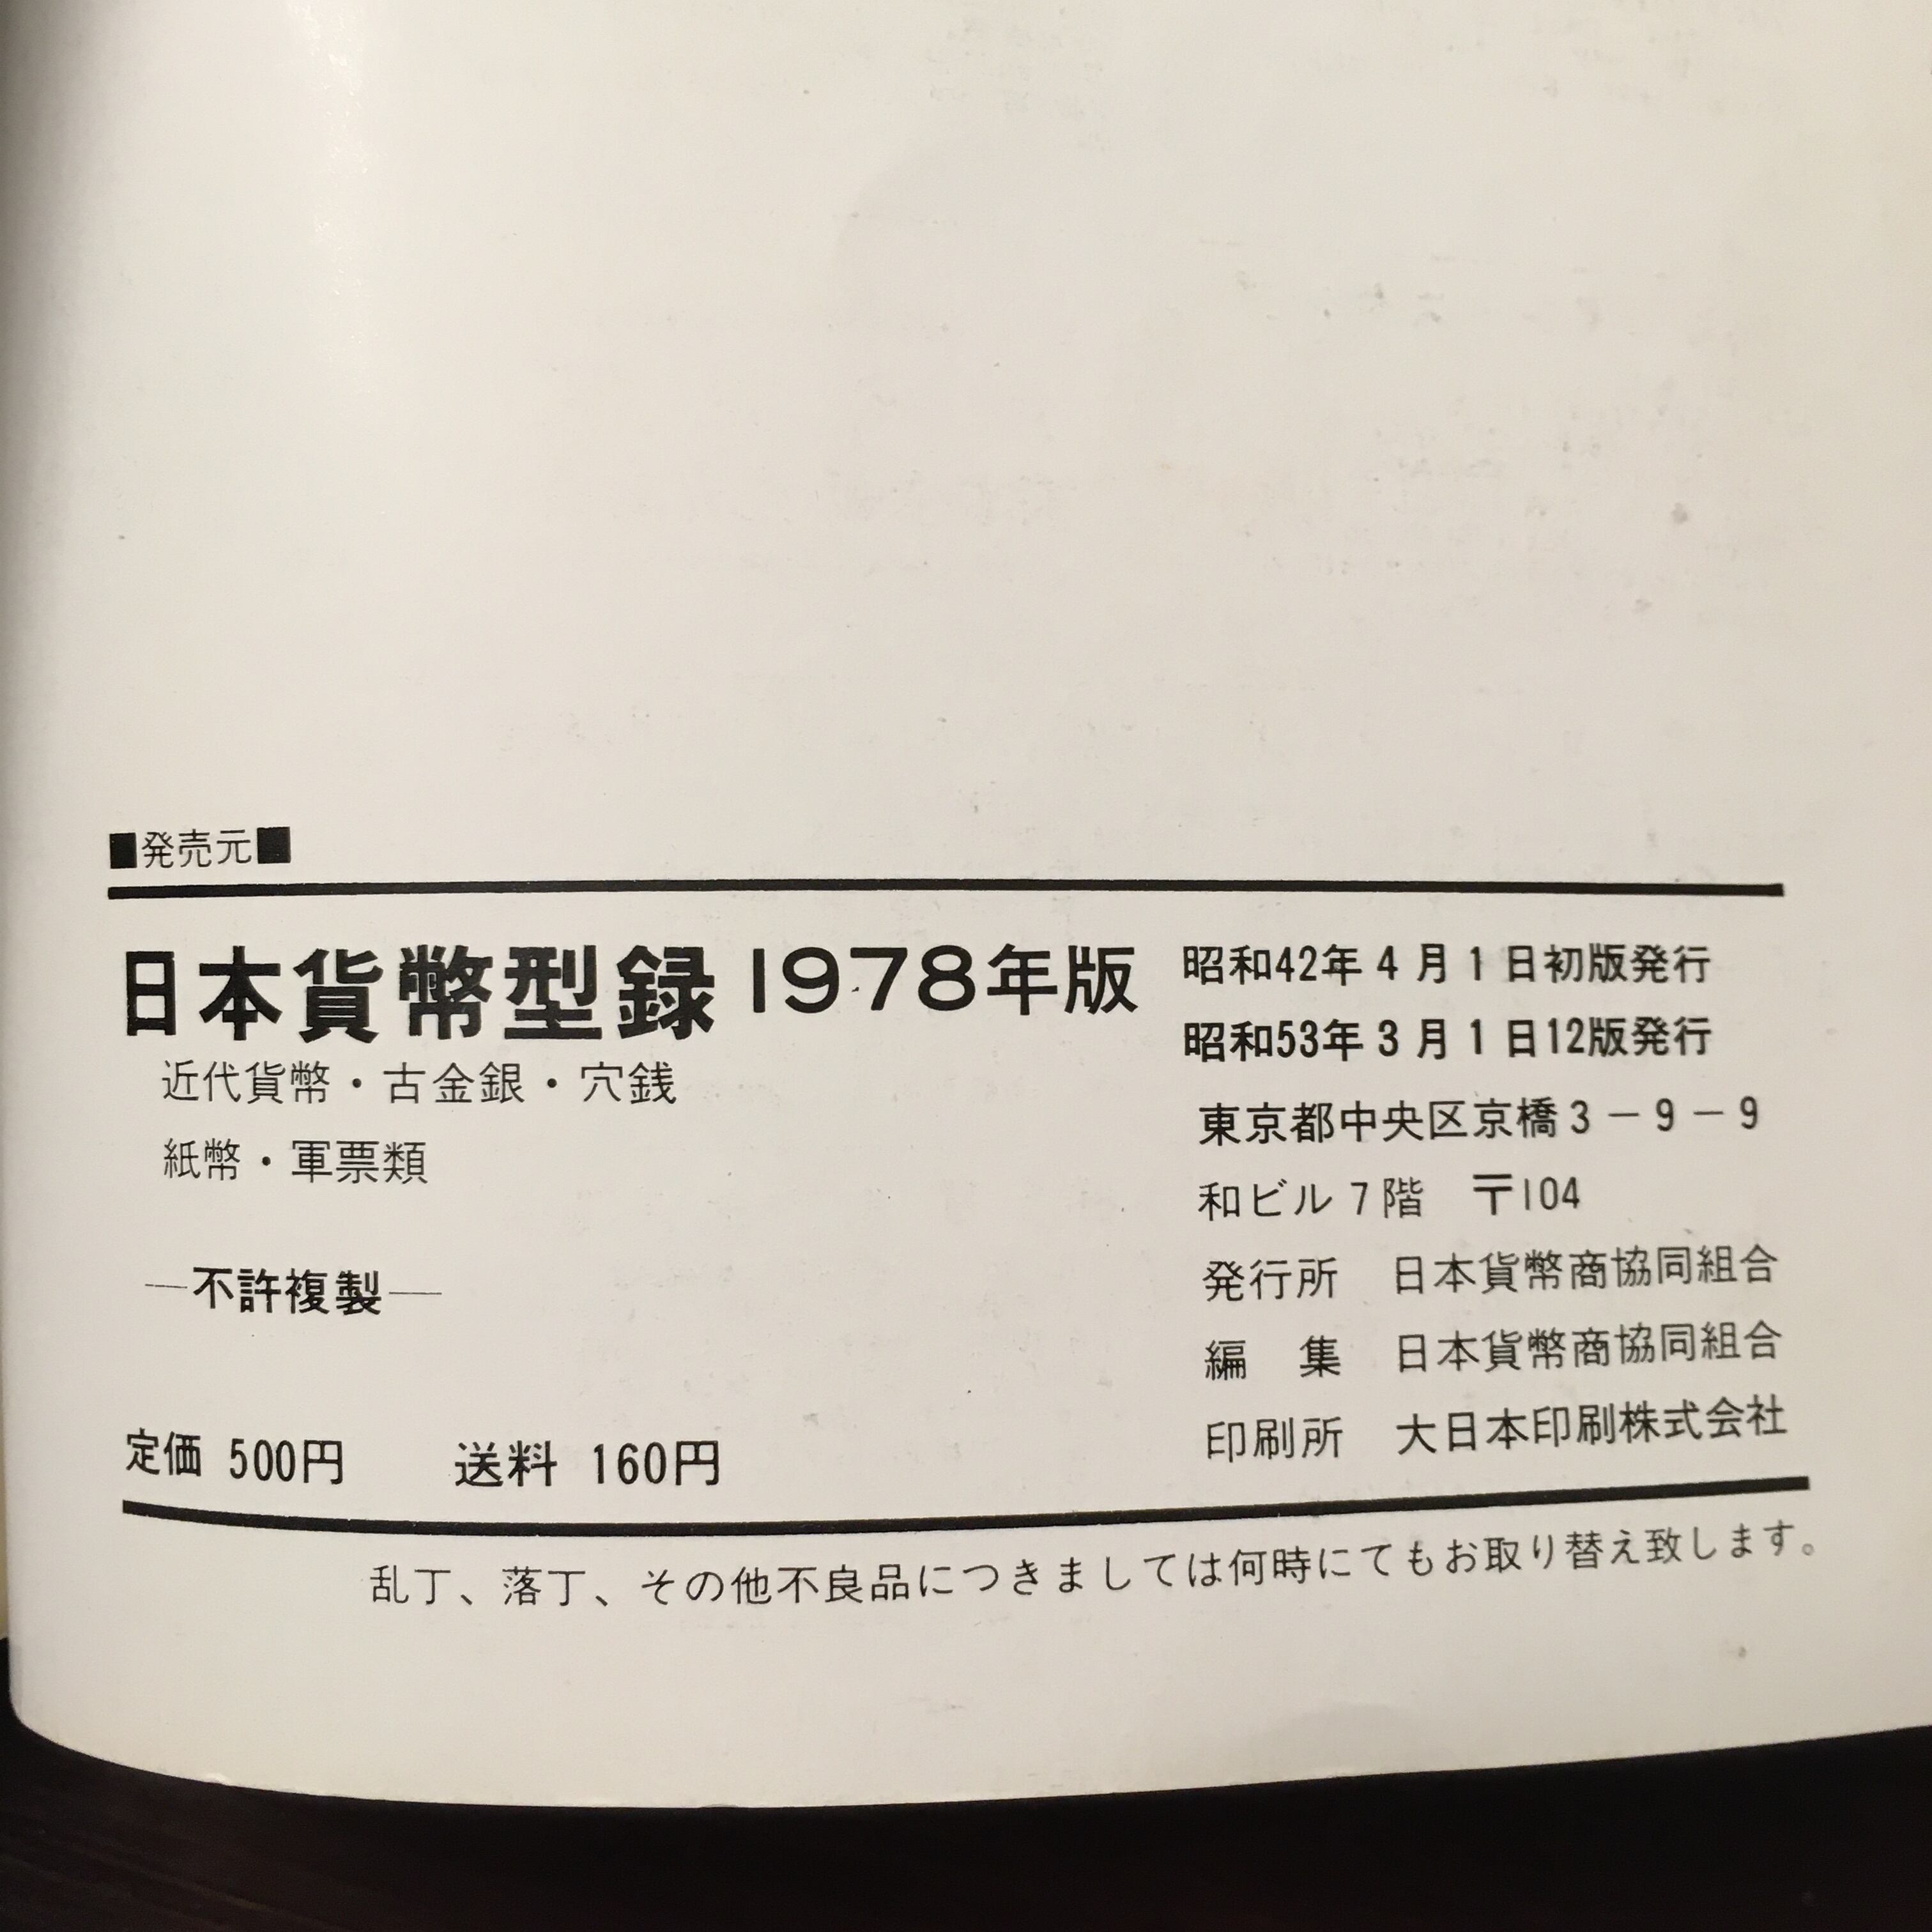 ■発売元■
日本貨幣型録 1978年版
近代貨幣・古金銀・穴銭
紙幣・軍票類
—不許複製—
定価 500円 送料 160円
昭和42年4月1日初版発行
昭和53年3月1日12版発行
東京都中央区京橋3-9-9
和ビル7階 〒104
発行所 日本貨幣商協同組合
編 集 日本貨幣商協同組合
印刷所 大日本印刷株式会社
乱丁、落丁、その他不良品につきましては何時にてもお取り替え致します。